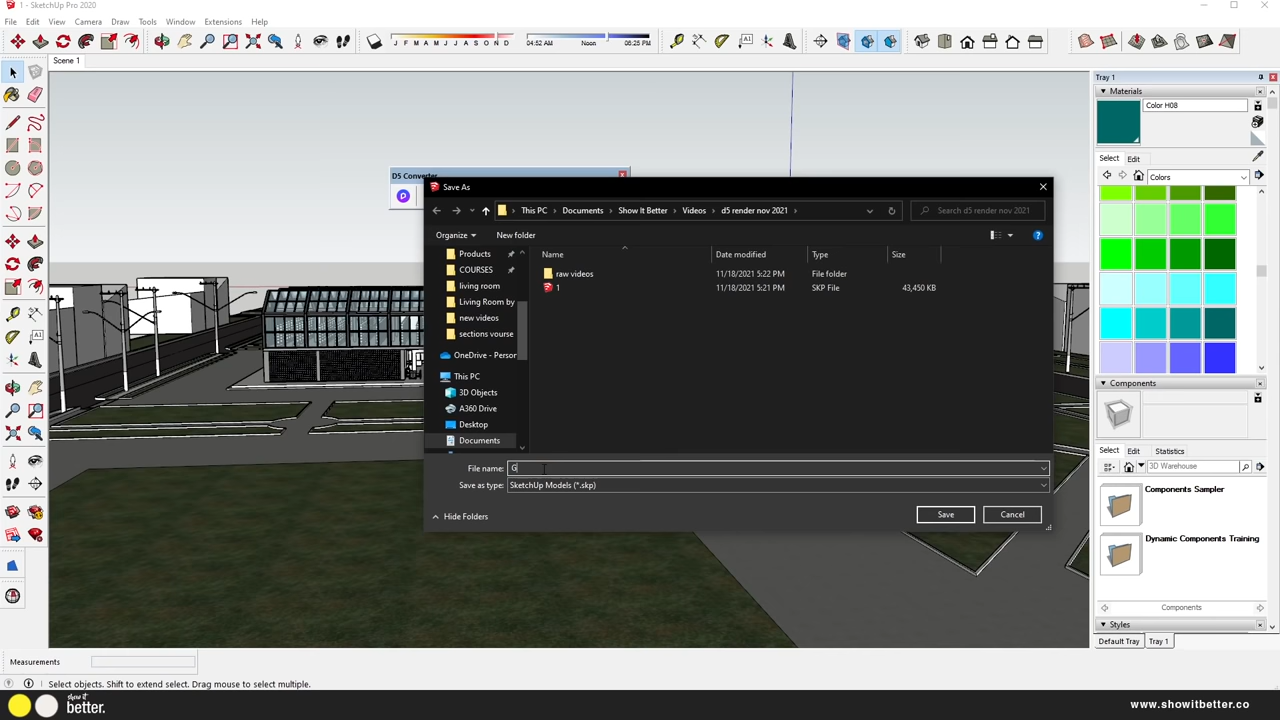 1 - SketchUp Pro 2020
File Edit View Camera Draw Tools Window Extensions Help
J F M A M J J A S O N D
04:52 AM Noon 06:25 PM
Scene 1
Tray 1
Materials
Color H08
Select Edit
Colors
D5 Converter
Save As
This PC > Documents > Show It Better > Videos > d5 render nov 2021 >
Search d5 render nov 2021
Organize New folder
Name Date modified Type Size
Products
COURSES
living room
Living Room by
new videos
sections vourse
OneDrive - Person
This PC
3D Objects
A360 Drive
Desktop
Documents
raw videos 11/18/2021 5:22 PM File folder
1 11/18/2021 5:21 PM SKP File 43,450 KB
File name: G
Save as type: SketchUp Models (*.skp)
Hide Folders
Save Cancel
Components
Select Edit Statistics
3D Warehouse
Components Sampler
Dynamic Components Training
Components
Styles
Default Tray Tray 1
Measurements
Select objects. Shift to extend select. Drag mouse to select multiple.
show it
better.
www.showitbetter.co